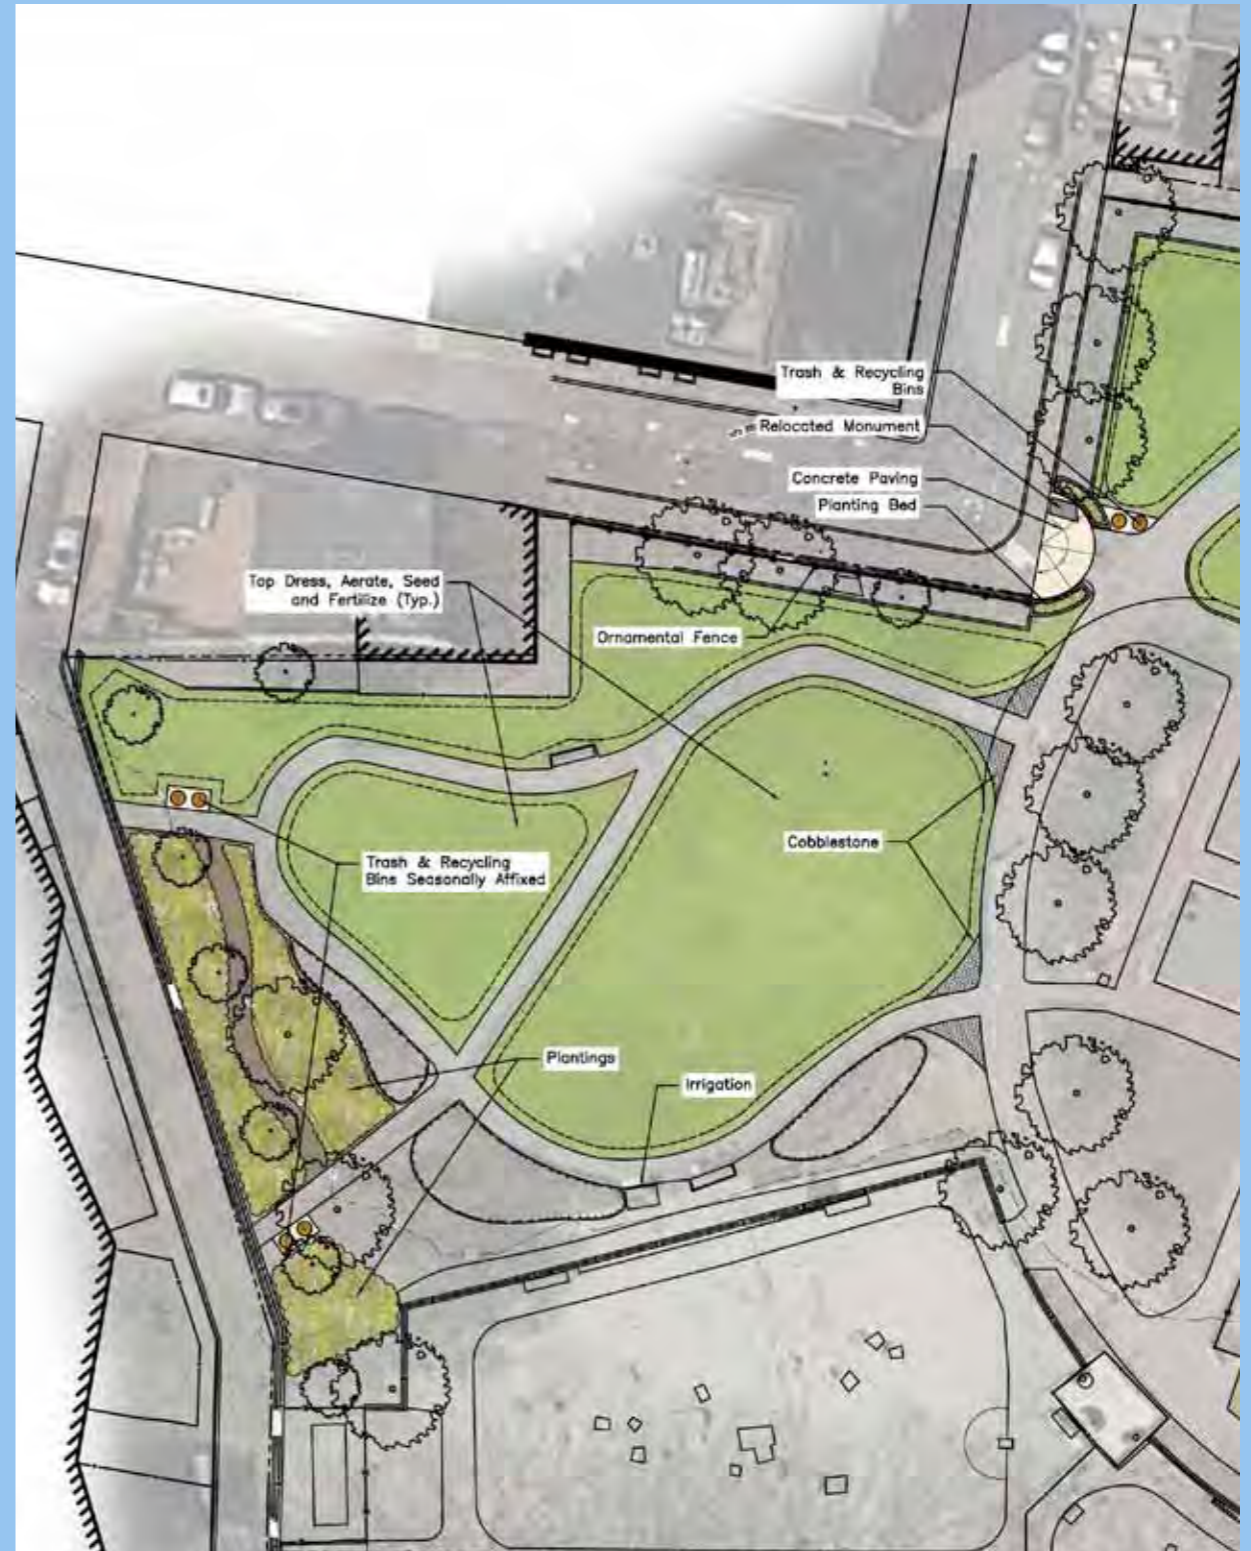 Trash & Recycling
Bins
Relocated Monument
Concrete Paving
Planting Bed
Top Dress, Aerate, Seed
and Fertilize (Typ.)
Ornamental Fence
Cobblestone
Trash & Recycling
Bins Seasonally Affixed
Plantings
Irrigation